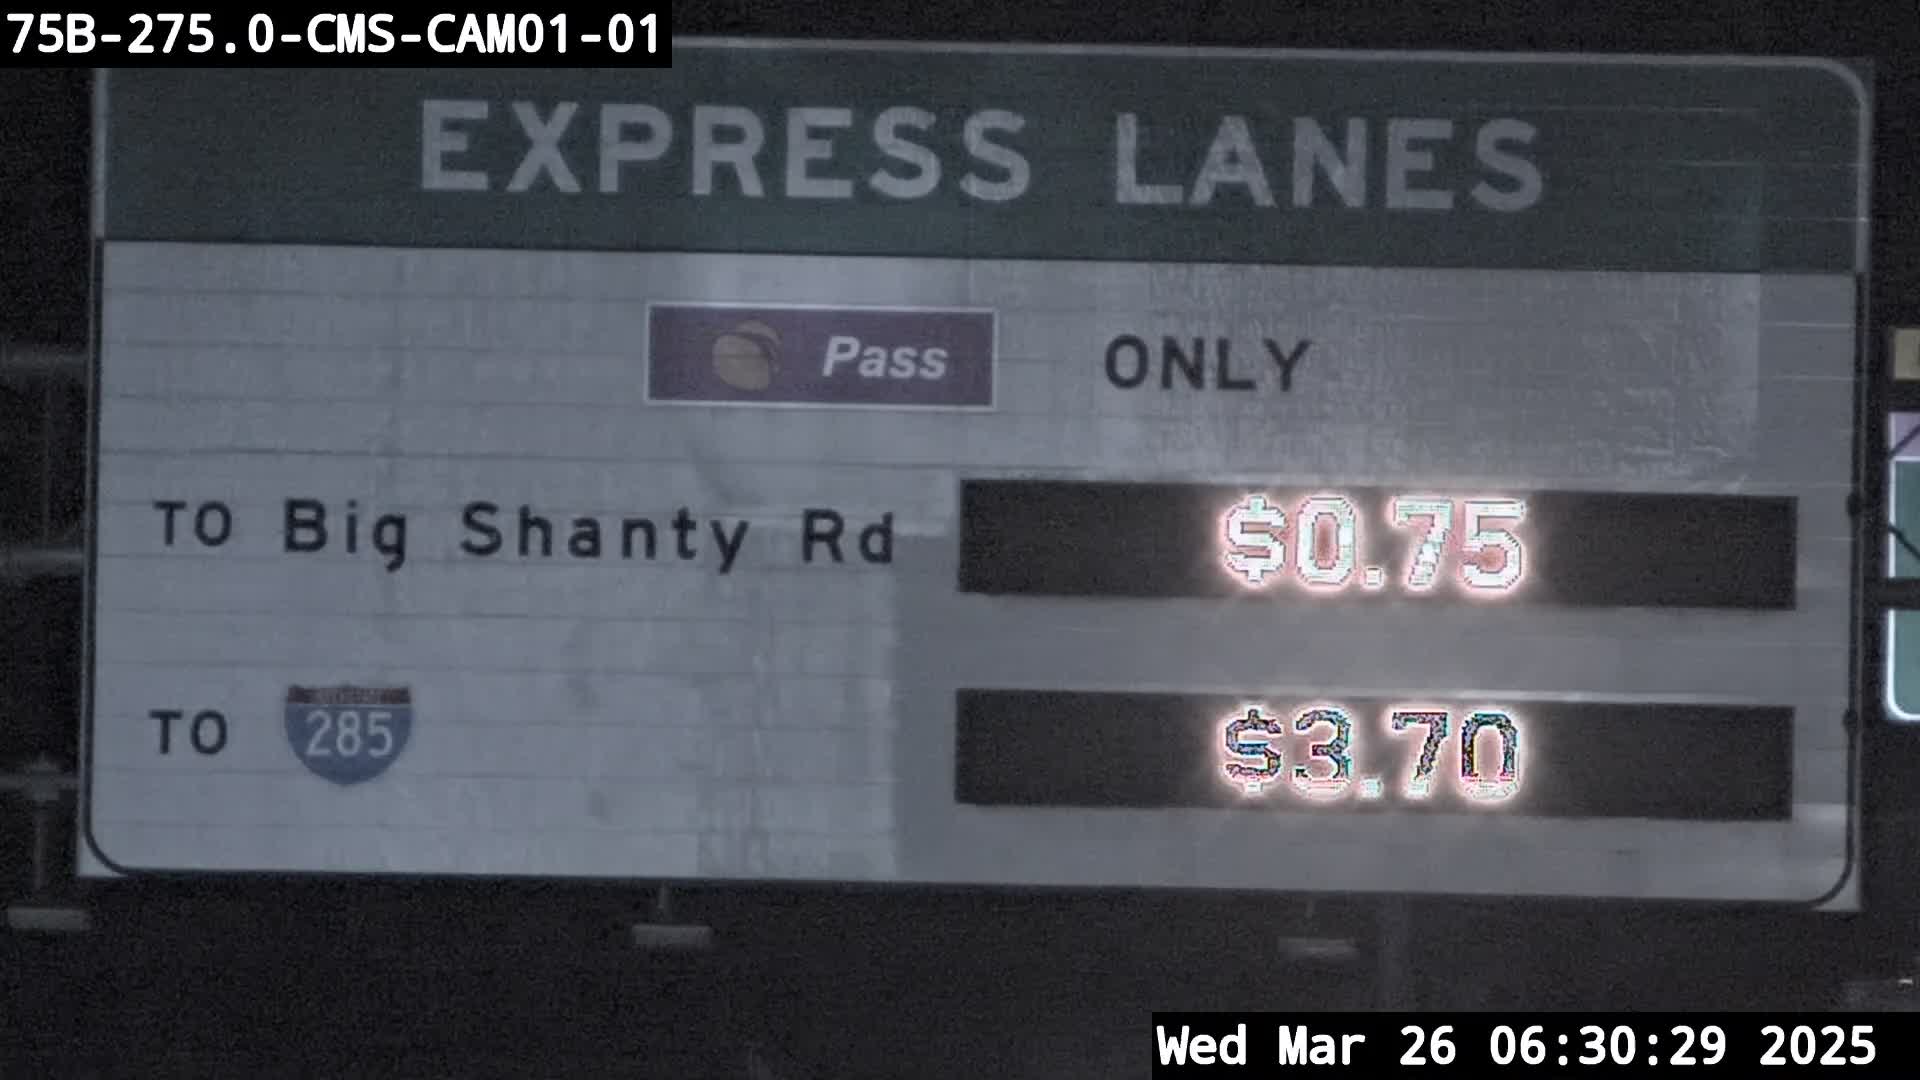 75B-275.0-CMS-CAM01-01
EXPRESS LANES
Pass ONLY
TO Big Shanty Rd $0.75
TO 285 $3.70
Wed Mar 26 06:30:29 2025